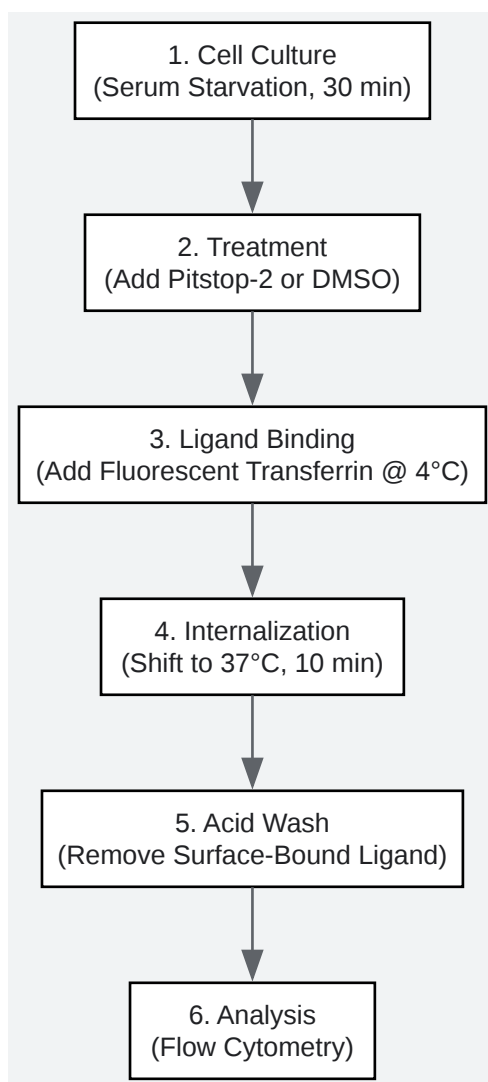 1. Cell Culture
(Serum Starvation, 30 min)
2. Treatment
(Add Pitstop-2 or DMSO)
3. Ligand Binding
(Add Fluorescent Transferrin @ 4°C)
4. Internalization
(Shift to 37°C, 10 min)
5. Acid Wash
(Remove Surface-Bound Ligand)
6. Analysis
(Flow Cytometry)